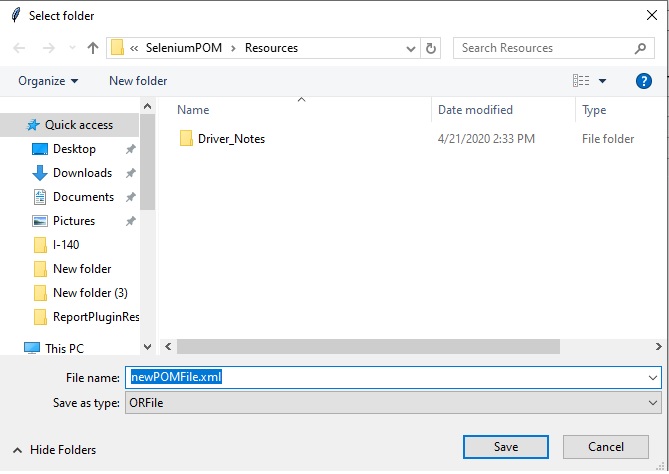 Select folder
« SeleniumPOM > Resources
Search Resources
Organize
New folder
Name
Date modified
Type
Quick access
Desktop
Downloads
Documents
Pictures
I-140
New folder
New folder (3)
ReportPluginRes
This PC
Driver_Notes
4/21/2020 2:33 PM
File folder
File name: newPOMFile.xml
Save as type: ORFile
Hide Folders
Save
Cancel